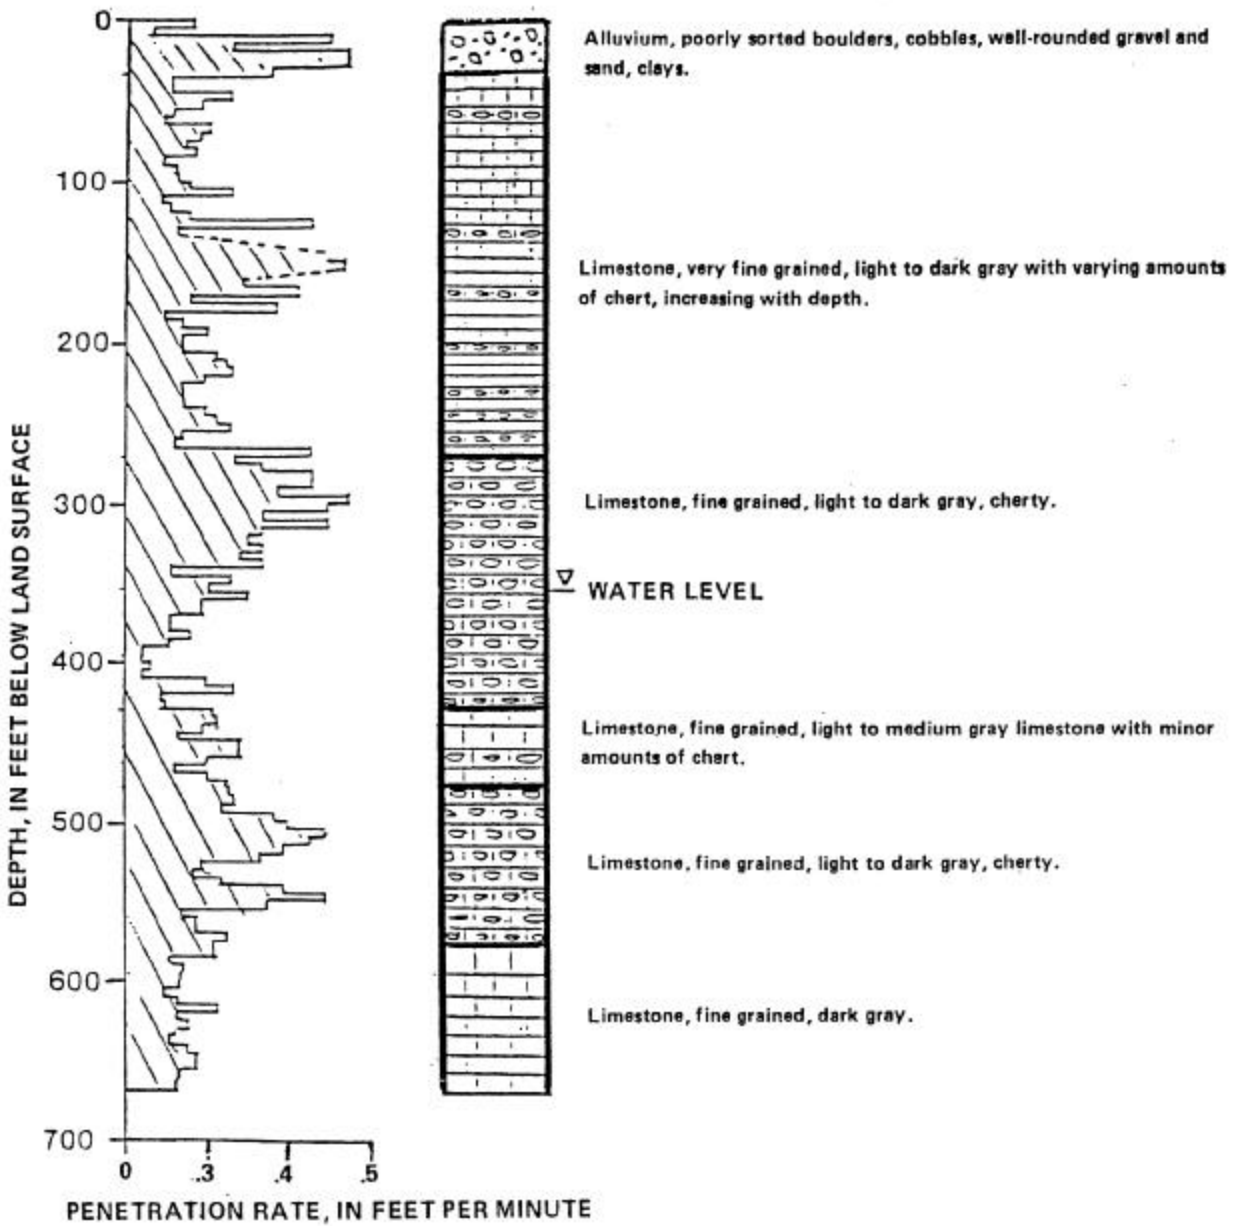 0
100
200
300
400
500
600
700
DEPTH, IN FEET BELOW LAND SURFACE
0 .3 .4 .5
PENETRATION RATE, IN FEET PER MINUTE
Alluvium, poorly sorted boulders, cobbles, well-rounded gravel and
sand, clays.
Limestone, very fine grained, light to dark gray with varying amounts
of chert, increasing with depth.
Limestone, fine grained, light to dark gray, cherty.
WATER LEVEL
Limestone, fine grained, light to medium gray limestone with minor
amounts of chert.
Limestone, fine grained, light to dark gray, cherty.
Limestone, fine grained, dark gray.